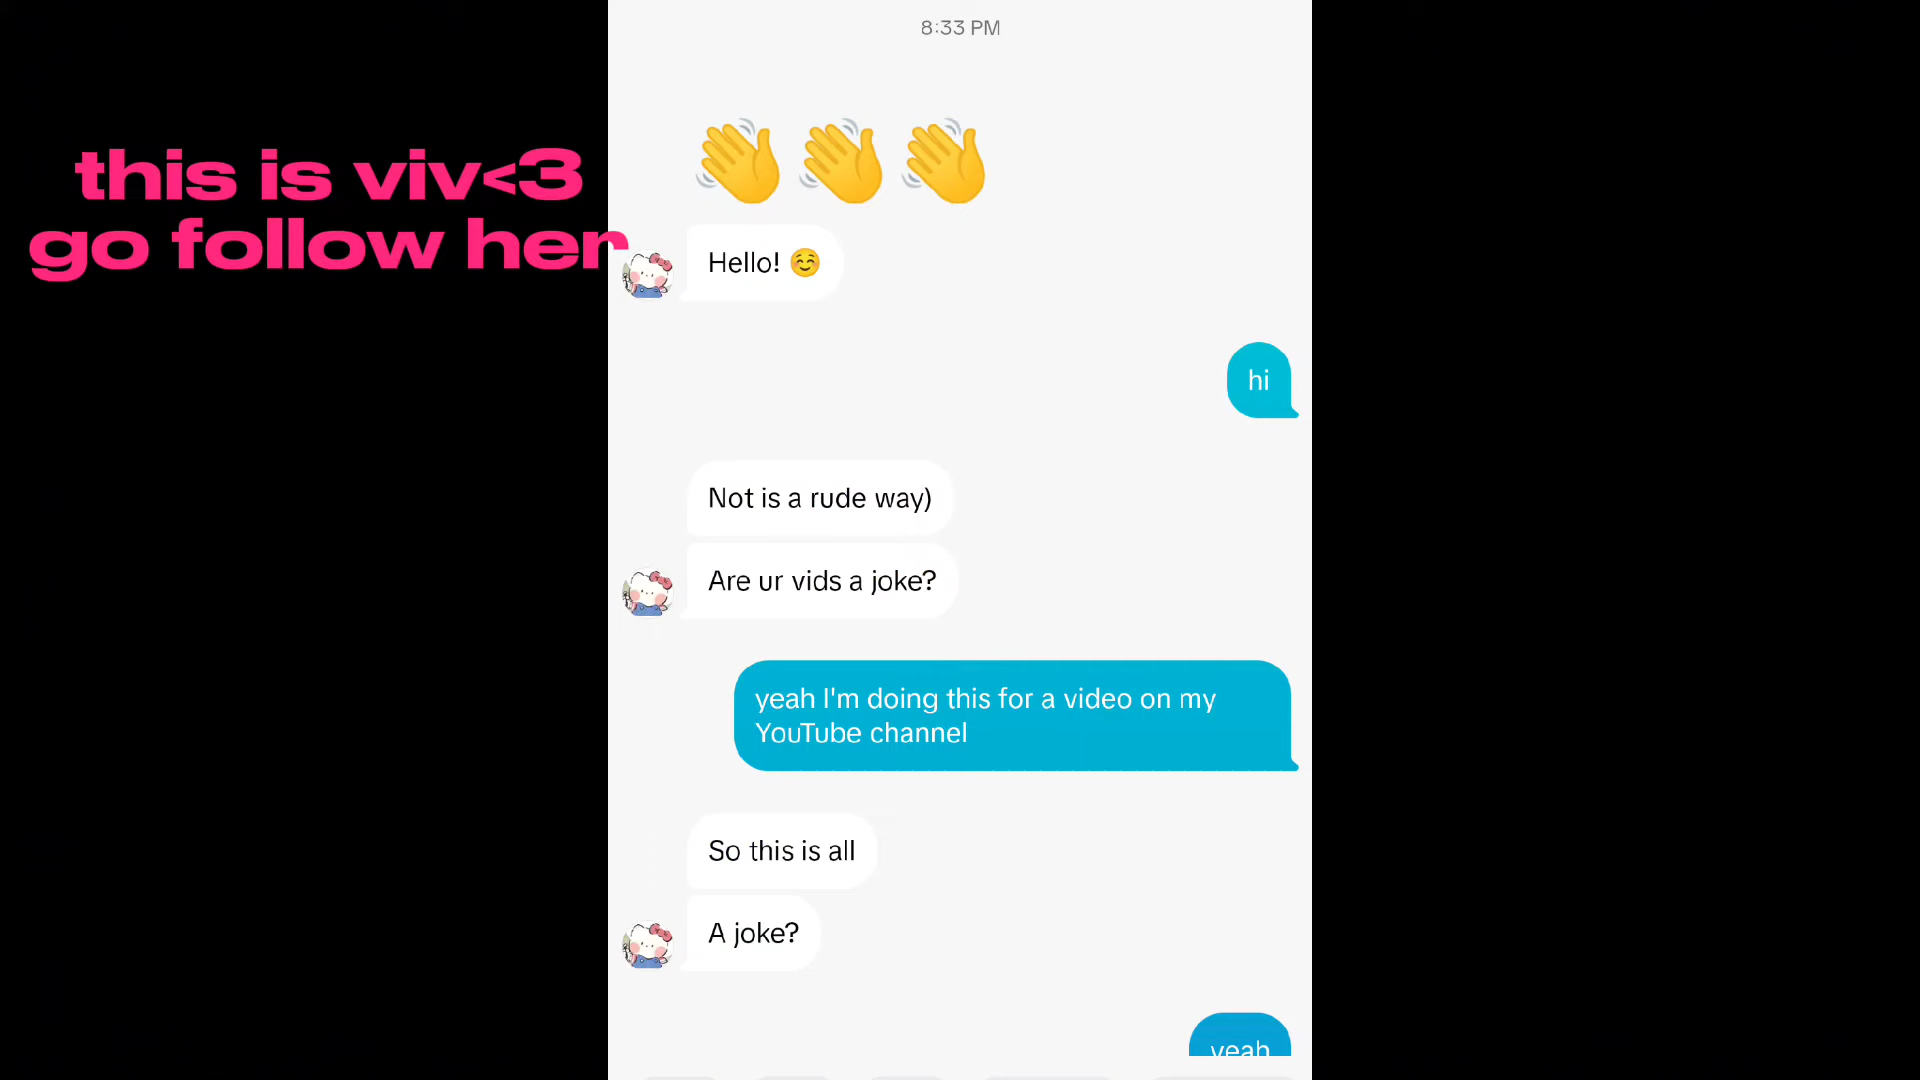 8:33 PM
this is viv<3
go follow her
👋👋👋
Hello! ☺️
hi
Not is a rude way)
Are ur vids a joke?
yeah I'm doing this for a video on my
YouTube channel
So this is all
A joke?
yeah